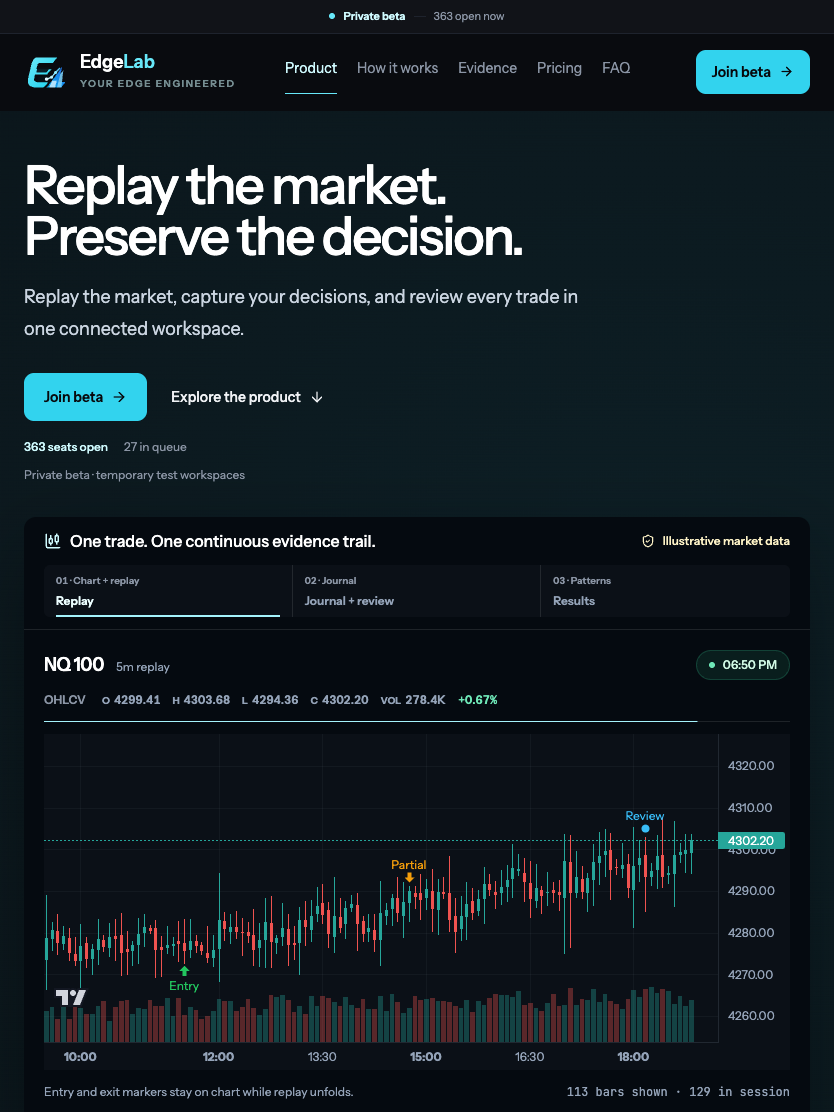 Private beta — 363 open now
EdgeLab
YOUR EDGE ENGINEERED
Product How it works Evidence Pricing FAQ
Join beta →
Replay the market.
Preserve the decision.
Replay the market, capture your decisions, and review every trade in
one connected workspace.
Join beta →
Explore the product ↓
363 seats open 27 in queue
Private beta · temporary test workspaces
One trade. One continuous evidence trail.
Illustrative market data
01 · Chart + replay
Replay
02 · Journal
Journal + review
03 · Patterns
Results
NQ 100 5m replay
06:50 PM
OHLCV O 4299.41 H 4303.68 L 4294.36 C 4302.20 VOL 278.4K +0.67%
4320.00
4310.00
Review
4302.20
4300.00
Partial
4290.00
4280.00
4270.00
Entry
4260.00
10:00 12:00 13:30 15:00 16:30 18:00
Entry and exit markers stay on chart while replay unfolds.
113 bars shown · 129 in session